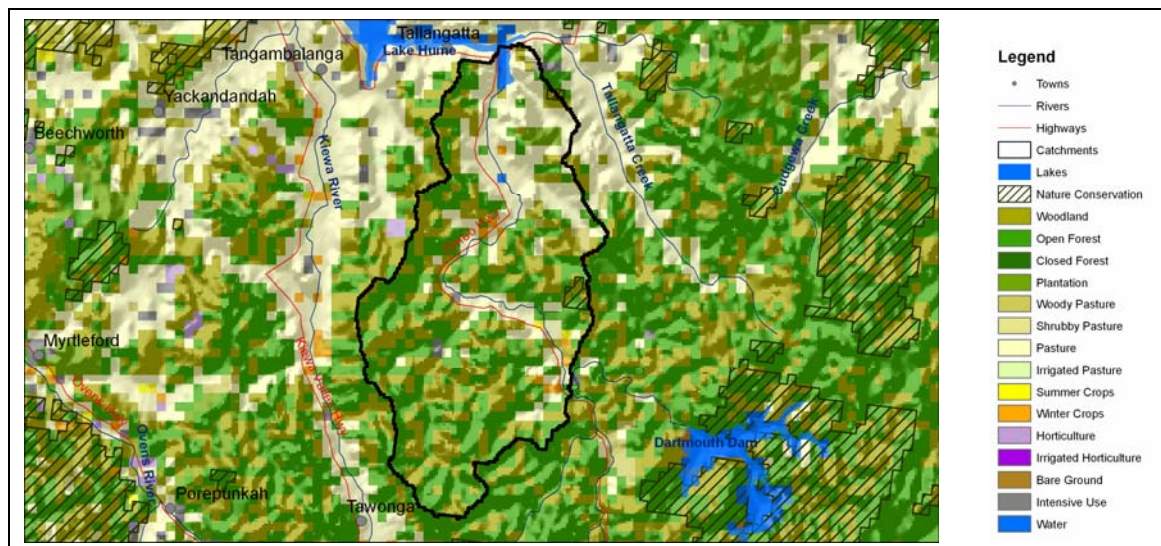 Tallangatta
Lake Hume
Tangambalanga
Yackandandah
Beechworth
Kiewa River
Tallangatta Creek
Cudgewa Creek
Myrtleford
Kiewa Valley Hwy
Ovens River
Porepunkah
Tawonga
Dartmouth Dam
Legend
Towns
Rivers
Highways
Catchments
Lakes
Nature Conservation
Woodland
Open Forest
Closed Forest
Plantation
Woody Pasture
Shrubby Pasture
Pasture
Irrigated Pasture
Summer Crops
Winter Crops
Horticulture
Irrigated Horticulture
Bare Ground
Intensive Use
Water